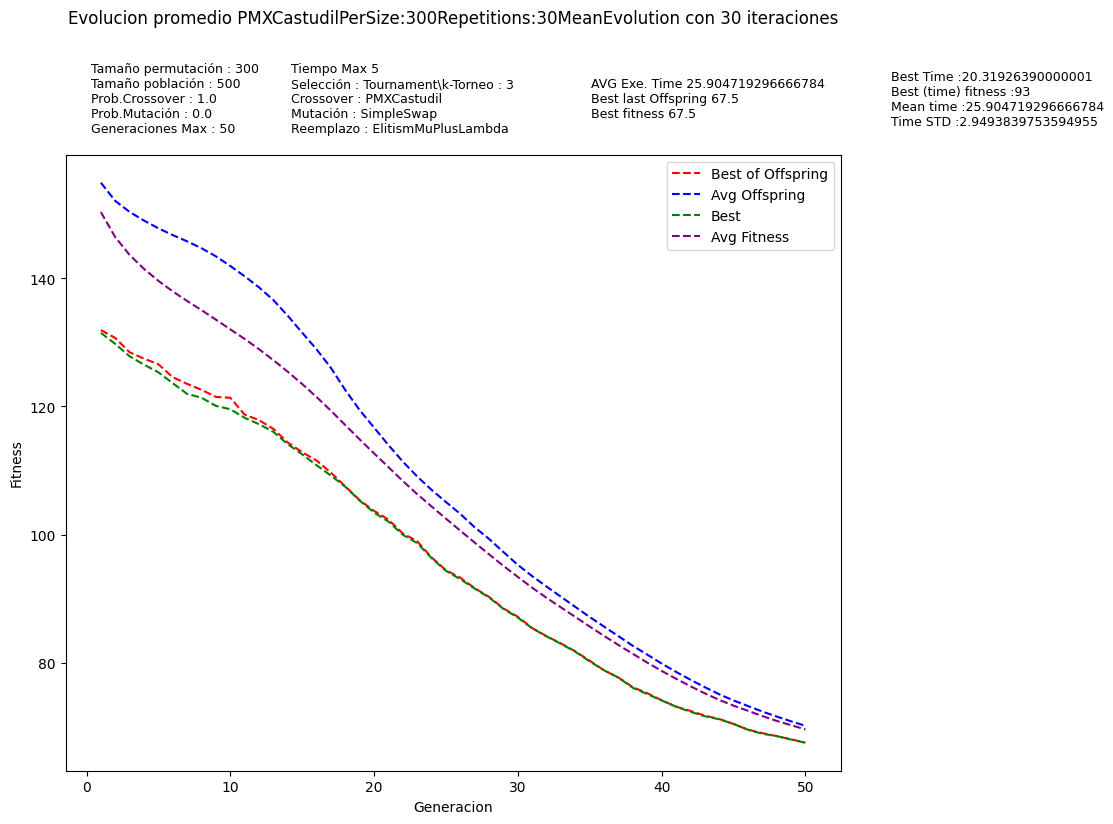 Evolucion promedio PMXCastudilPerSize:300Repetitions:30MeanEvolution con 30 iteraciones
Tamaño permutación : 300
Tamaño población : 500
Prob.Crossover : 1.0
Prob.Mutación : 0.0
Generaciones Max : 50
Tiempo Max 5
Selección : Tournament\k-Torneo : 3
Crossover : PMXCastudil
Mutación : SimpleSwap
Reemplazo : ElitismMuPlusLambda
AVG Exe. Time 25.904719296666784
Best last Offspring 67.5
Best fitness 67.5
Best Time :20.31926390000001
Best (time) fitness :93
Mean time :25.904719296666784
Time STD :2.9493839753594955
Best of Offspring
Avg Offspring
Best
Avg Fitness
Fitness
140
120
100
80
0 10 20 30 40 50
Generacion